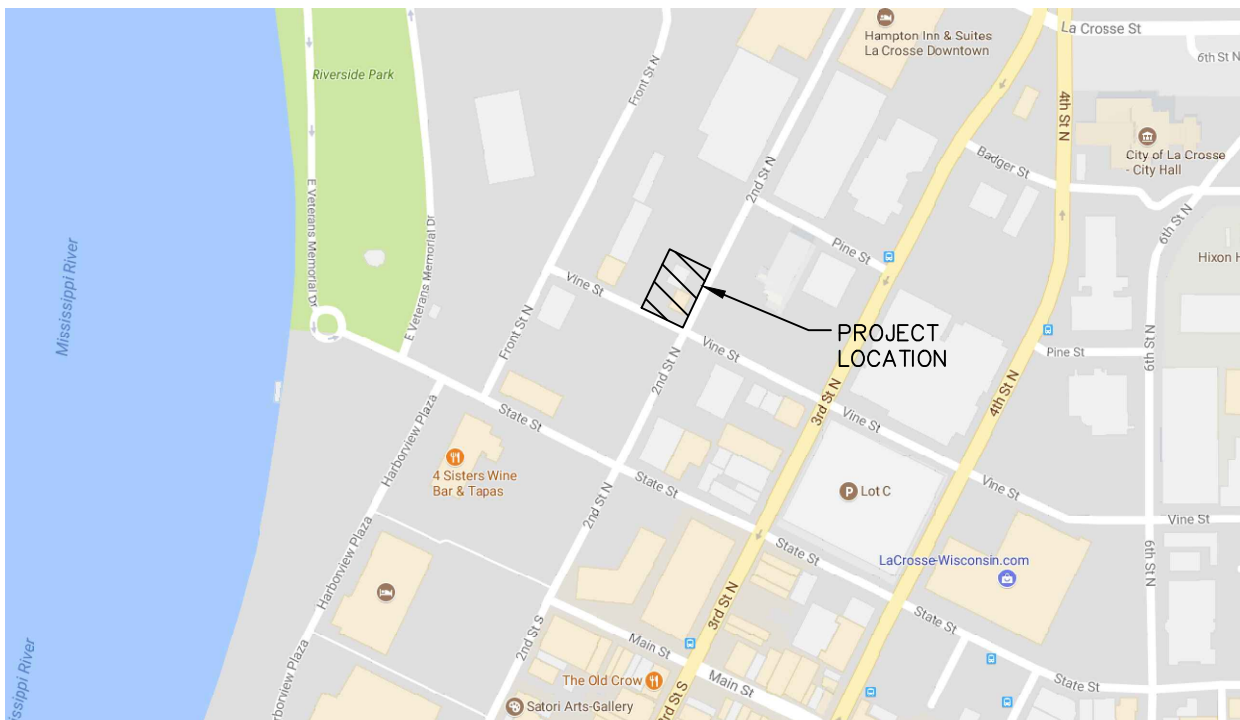 Hampton Inn & Suites
La Crosse Downtown
La Crosse St
6th St N
Riverside Park
Front St N
4th St N
City of La Crosse
- City Hall
Badger St
2nd St N
E Veterans Memorial Dr
E Veterans Memorial Dr
6th St N
Pine St
Hixon H
Mississippi River
Vine St
Front St N
PROJECT
LOCATION
2nd St N
Vine St
Pine St
6th St N
3rd St N
4th St N
Vine St
State St
Harborview Plaza
4 Sisters Wine
Bar & Tapas
State St
Lot C
P
Vine St
Vine St
2nd St N
State St
LaCrosse-Wisconsin.com
6th St N
Harborview Plaza
3rd St N
State St
2nd St S
Main St
Main St
State St
The Old Crow
Satori Arts-Gallery
3rd St S
rborview Plaza
sissippi River